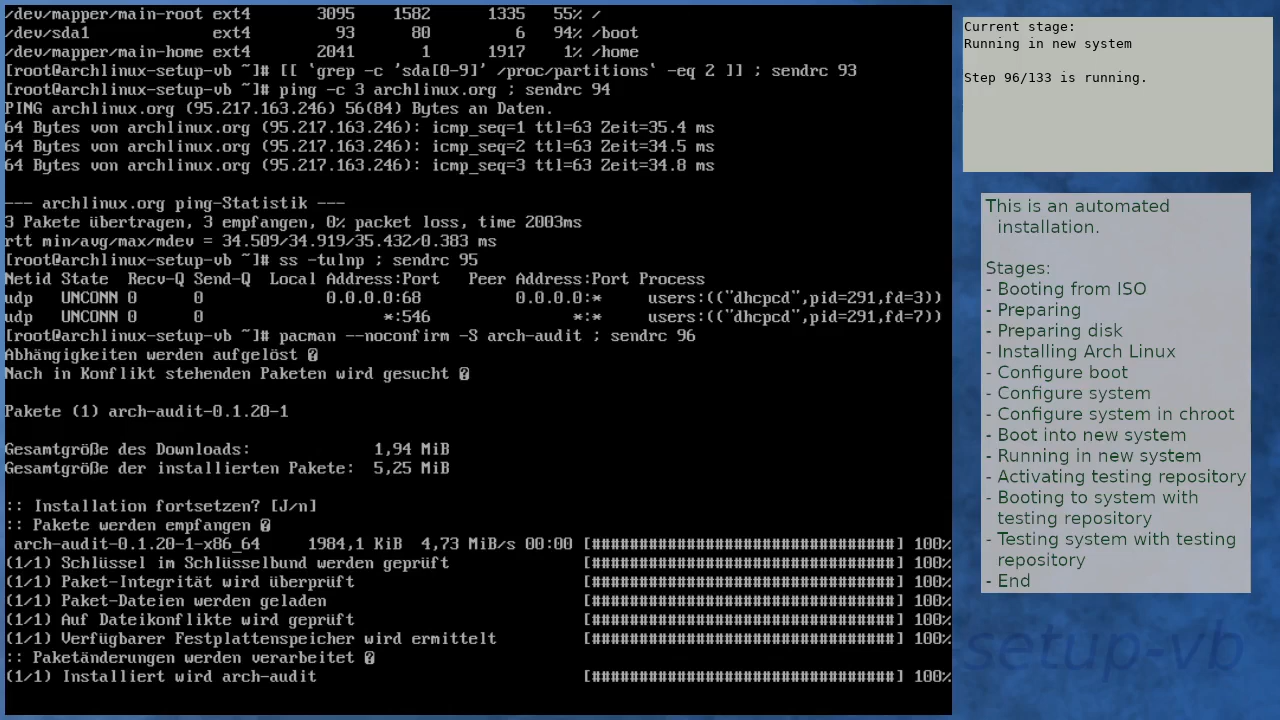 /dev/mapper/main-root ext4       3095    1582       1335   55% /
/dev/sda1             ext4         93      80          6   94% /boot
/dev/mapper/main-home ext4       2041       1       1917    1% /home
[root@archlinux-setup-vb ~]# [[ `grep -c 'sda[0-9]' /proc/partitions` -eq 2 ]] ; sendrc 93
[root@archlinux-setup-vb ~]# ping -c 3 archlinux.org ; sendrc 94
PING archlinux.org (95.217.163.246) 56(84) Bytes an Daten.
64 Bytes von archlinux.org (95.217.163.246): icmp_seq=1 ttl=63 Zeit=35.4 ms
64 Bytes von archlinux.org (95.217.163.246): icmp_seq=2 ttl=63 Zeit=34.5 ms
64 Bytes von archlinux.org (95.217.163.246): icmp_seq=3 ttl=63 Zeit=34.8 ms
--- archlinux.org ping-Statistik ---
3 Pakete übertragen, 3 empfangen, 0% packet loss, time 2003ms
rtt min/avg/max/mdev = 34.509/34.919/35.432/0.383 ms
[root@archlinux-setup-vb ~]# ss -tulnp ; sendrc 95
Netid State  Recv-Q Send-Q  Local Address:Port   Peer Address:Port Process
udp   UNCONN 0      0             0.0.0.0:68          0.0.0.0:*     users:(("dhcpcd",pid=291,fd=3))
udp   UNCONN 0      0                   *:546               *:*     users:(("dhcpcd",pid=291,fd=7))
[root@archlinux-setup-vb ~]# pacman --noconfirm -S arch-audit ; sendrc 96
Abhängigkeiten werden aufgelöst �
Nach in Konflikt stehenden Paketen wird gesucht �
Pakete (1) arch-audit-0.1.20-1
Gesamtgröße des Downloads:             1,94 MiB
Gesamtgröße der installierten Pakete:  5,25 MiB
:: Installation fortsetzen? [J/n]
:: Pakete werden empfangen �
arch-audit-0.1.20-1-x86_64     1984,1 KiB  4,73 MiB/s 00:00 [################################] 100%
(1/1) Schlüssel im Schlüsselbund werden geprüft [################################] 100%
(1/1) Paket-Integrität wird überprüft [################################] 100%
(1/1) Paket-Dateien werden geladen [################################] 100%
(1/1) Auf Dateikonflikte wird geprüft [################################] 100%
(1/1) Verfügbarer Festplattenspeicher wird ermittelt [################################] 100%
:: Paketänderungen werden verarbeitet �
(1/1) Installiert wird arch-audit [################################] 100%
Current stage:
Running in new system
Step 96/133 is running.
This is an automated
installation.
Stages:
- Booting from ISO
- Preparing
- Preparing disk
- Installing Arch Linux
- Configure boot
- Configure system
- Configure system in chroot
- Boot into new system
- Running in new system
- Activating testing repository
- Booting to system with
testing repository
- Testing system with testing
repository
- End
setup-vb